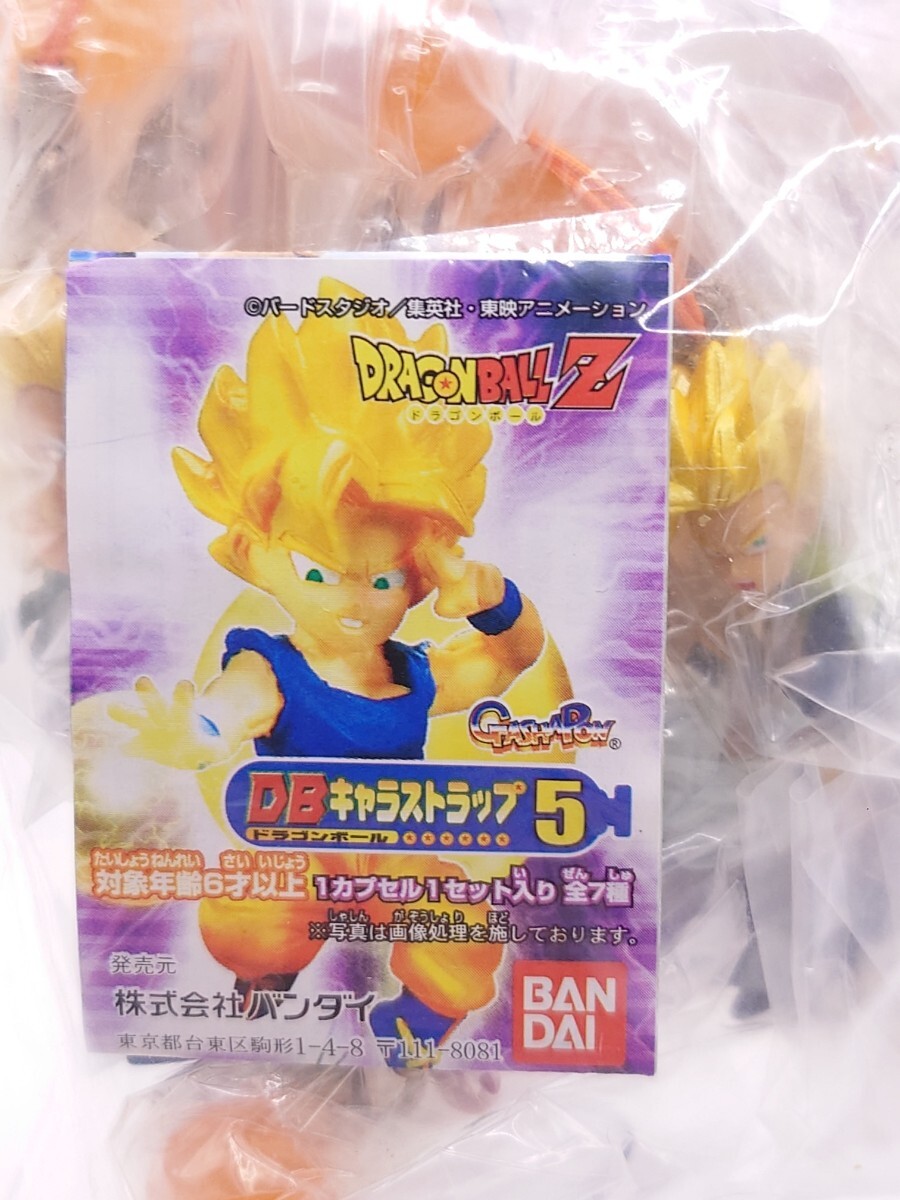 ©バードスタジオ／集英社・東映アニメーション
DRAGONBALL Z
ドラゴンボール
GASHAPON®
DBキャラストラップ5
ドラゴンボール
たいしょうねんれい さい いじょう
対象年齢6才以上
い ぜん しゅ
1カプセル1セット入り 全7種
しゃしん がぞうしょり ほど
※写真は画像処理を施しております。
発売元
株式会社バンダイ
東京都台東区駒形1-4-8 〒111-8081
BAN
DAI